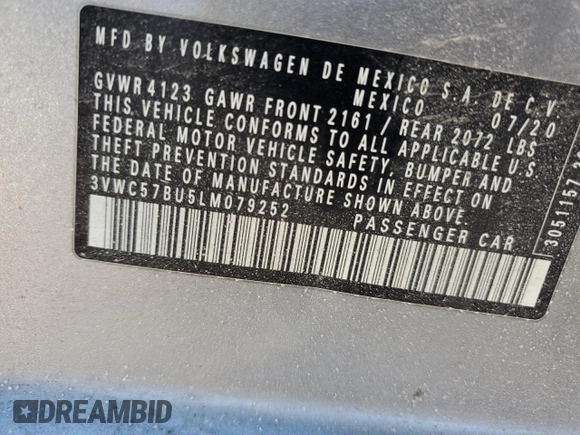 MFD BY VOLKSWAGEN DE MEXICO S.A. DE C.V.
MEXICO 07/20
GVWR 4123 GAWR FRONT 2161 / REAR 2072 LBS
THIS VEHICLE CONFORMS TO ALL APPLICABLE U.S.
FEDERAL MOTOR VEHICLE SAFETY, BUMPER AND
THEFT PREVENTION STANDARDS IN EFFECT ON
THE DATE OF MANUFACTURE SHOWN ABOVE.
3VWC57BU5LM079252 PASSENGER CAR
3051157
DREAMBID